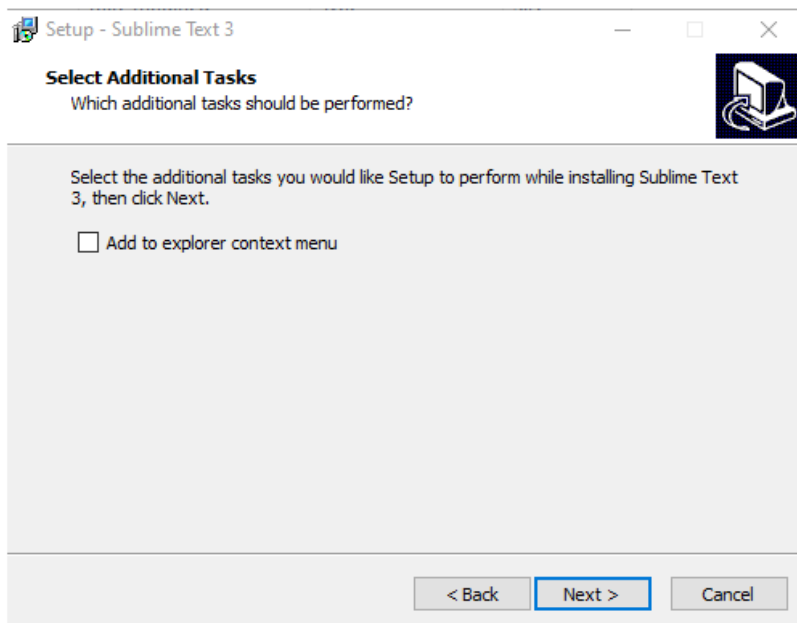 Setup - Sublime Text 3
Select Additional Tasks
Which additional tasks should be performed?
Select the additional tasks you would like Setup to perform while installing Sublime Text
3, then click Next.
Add to explorer context menu
< Back
Next >
Cancel